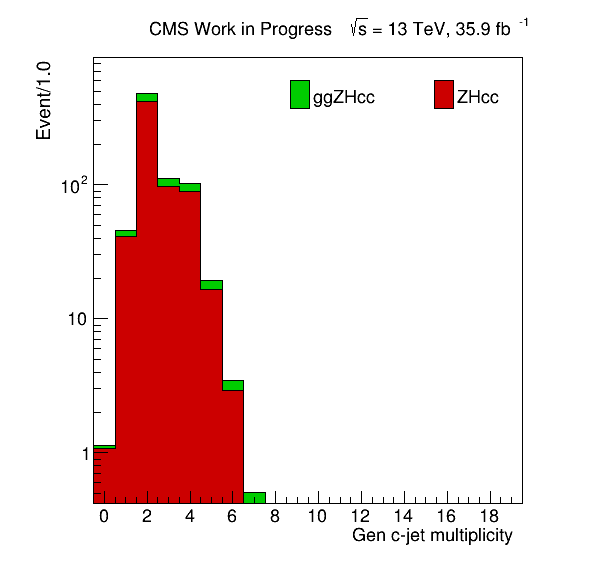 CMS Work in Progress √s = 13 TeV, 35.9 fb -1
Event/1.0
ggZHcc ZHcc
10²
10
1
0 2 4 6 8 10 12 14 16 18
Gen c-jet multiplicity